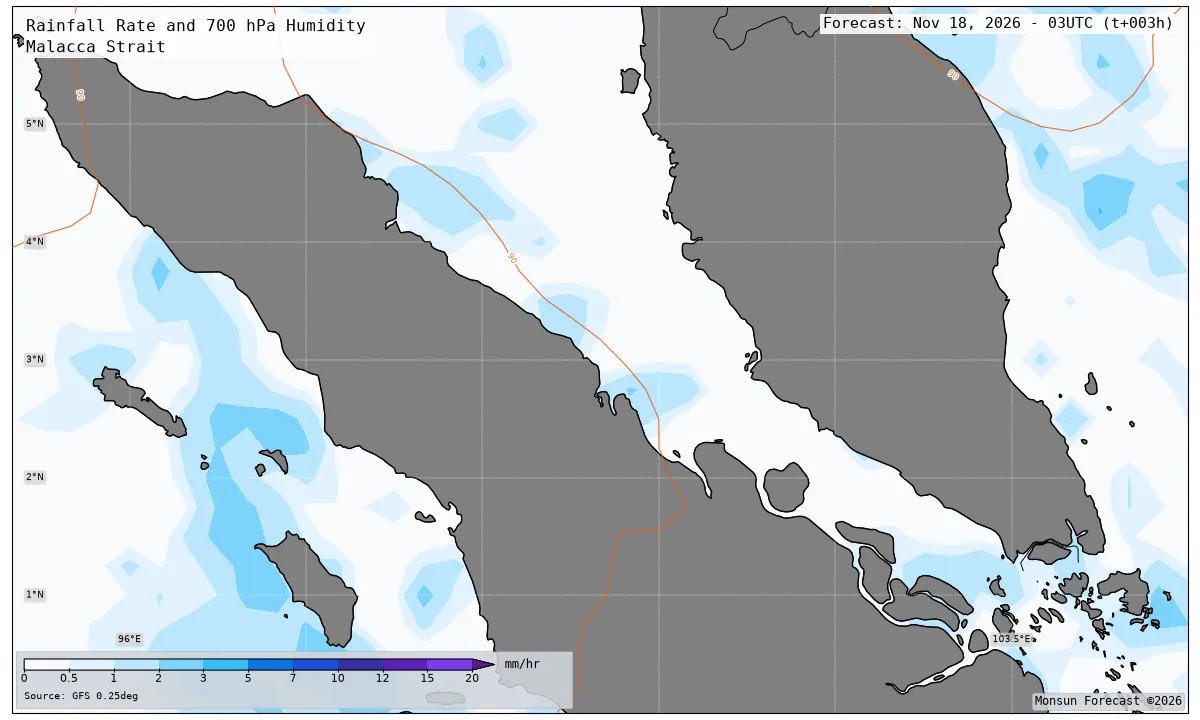 Rainfall Rate and 700 hPa Humidity
Malacca Strait
Forecast: Nov 18, 2026 - 03UTC (t+003h)
90
90
90
5°N
4°N
3°N
2°N
1°N
96°E
103.5°E
0 0.5 1 2 3 5 7 10 12 15 20
mm/hr
Source: GFS 0.25deg
Monsun Forecast ©2026